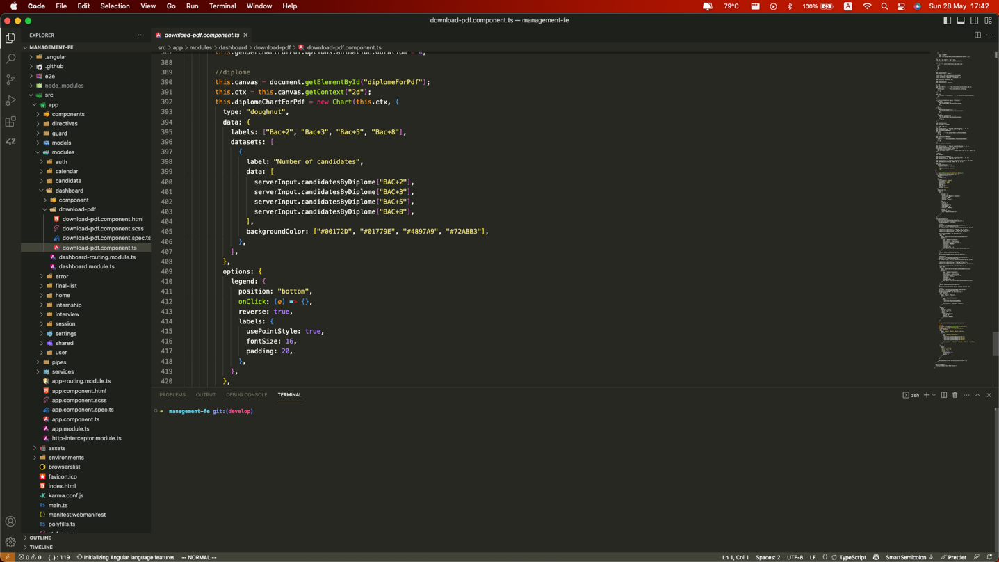 Code File Edit Selection View Go Run Terminal Window Help 79°C 100% A Sun 28 May 17:42
download-pdf.component.ts — management-fe
EXPLORER
MANAGEMENT-FE
.angular
.github
e2e
node_modules
src
app
components
directives
guard
models
modules
auth
calendar
candidate
dashboard
component
download-pdf
download-pdf.component.html
download-pdf.component.scss
download-pdf.component.spec.ts
download-pdf.component.ts
dashboard-routing.module.ts
dashboard.module.ts
error
final-list
home
internship
interview
session
settings
shared
user
pipes
services
app-routing.module.ts
app.component.html
app.component.scss
app.component.spec.ts
app.component.ts
app.module.ts
http-interceptor.module.ts
assets
environments
browserslist
favicon.ico
index.html
karma.conf.js
main.ts
manifest.webmanifest
polyfills.ts
OUTLINE
TIMELINE
download-pdf.component.ts
src > app > modules > dashboard > download-pdf > download-pdf.component.ts
387 this.genderChartForPdf.options.animation.duration = 0;
388
389 //diplome
390 this.canvas = document.getElementById("diplomeForPdf");
391 this.ctx = this.canvas.getContext("2d");
392 this.diplomeChartForPdf = new Chart(this.ctx, {
393 type: "doughnut",
394 data: {
395 labels: ["Bac+2", "Bac+3", "Bac+5", "Bac+8"],
396 datasets: [
397 {
398 label: "Number of candidates",
399 data: [
400 serverInput.candidatesByDiplome["BAC+2"],
401 serverInput.candidatesByDiplome["BAC+3"],
402 serverInput.candidatesByDiplome["BAC+5"],
403 serverInput.candidatesByDiplome["BAC+8"],
404 ],
405 backgroundColor: ["#00172D", "#01779E", "#4897A9", "#72ABB3"],
406 },
407 ],
408 },
409 options: {
410 legend: {
411 position: "bottom",
412 onClick: (e) => {},
413 reverse: true,
414 labels: {
415 usePointStyle: true,
416 fontSize: 16,
417 padding: 20,
418 },
419 },
420 },
PROBLEMS OUTPUT DEBUG CONSOLE TERMINAL zsh
→ management-fe git:(develop)
0 0 {..} : 119 Initializing Angular language features -- NORMAL -- Ln 1, Col 1 Spaces: 2 UTF-8 LF {} TypeScript SmartSemicolon ↓ Prettier